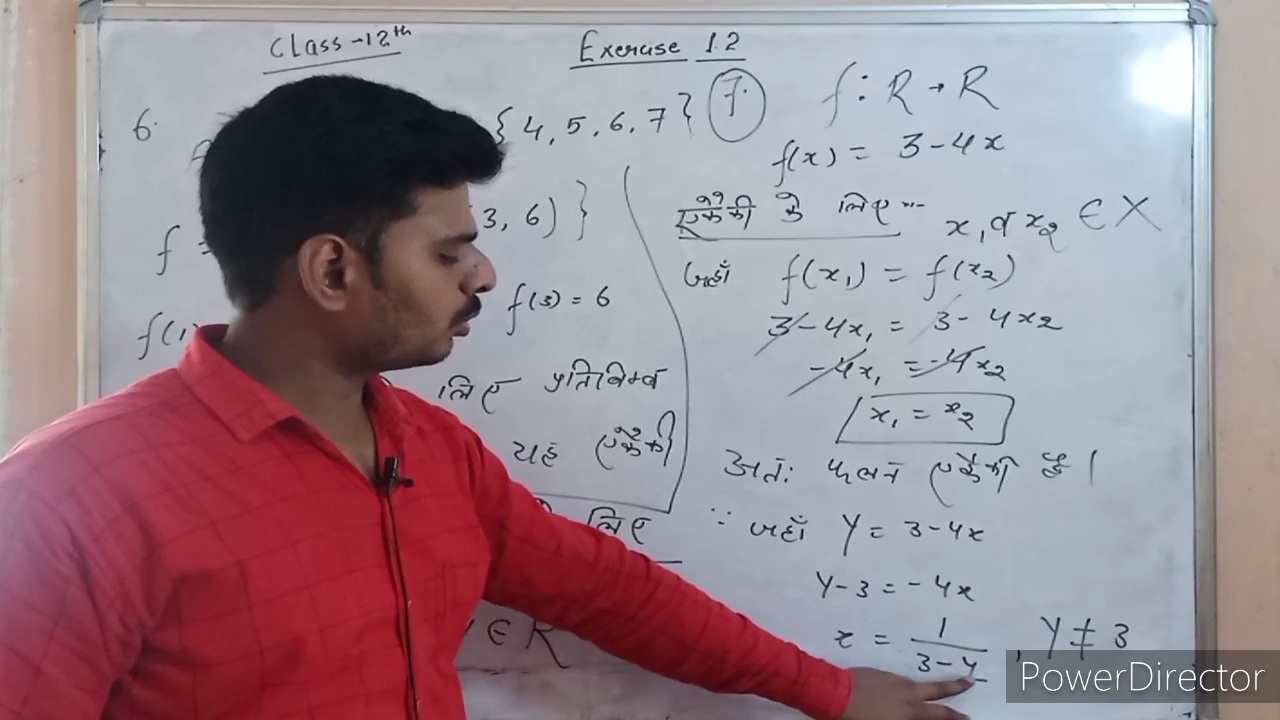 Class-12th
Exercise 1.2
6.
{4, 5, 6, 7}
3, 6)}
f
f(3) = 6
f(1
लिए प्रतिबिम्ब
यह एकैकी
लिए
∈ R
7.
f: R → R
f(x) = 3-4x
एकैकी के लिए
x₁ व x₂ ∈ X
जहाँ f(x₁) = f(x₂)
3-4x₁ = 3-4x₂
-4x₁ = -4x₂
x₁ = x₂
अतः फलन एकैकी है।
∵ जहाँ Y = 3-4x
Y-3 = -4x
x = 1/(3-y), Y ≠ 3
PowerDirector